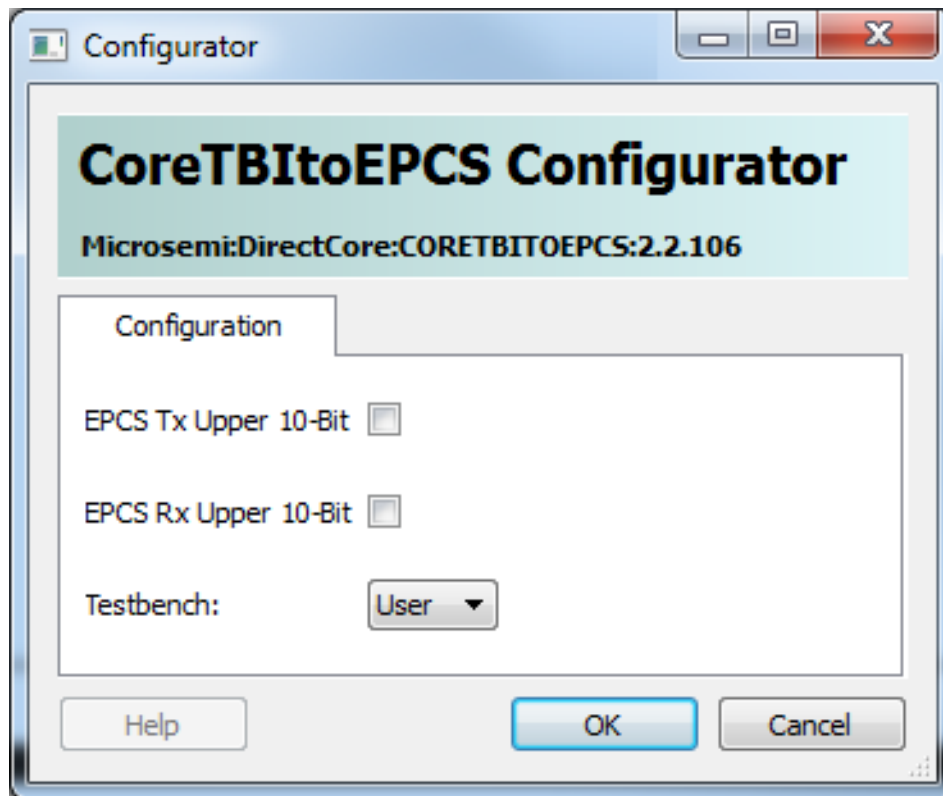 Configurator
CoreTBItoEPCS Configurator
Microsemi:DirectCore:CORETBITOEPCS:2.2.106
Configuration
EPCS Tx Upper 10-Bit
EPCS Rx Upper 10-Bit
Testbench: User
Help OK Cancel